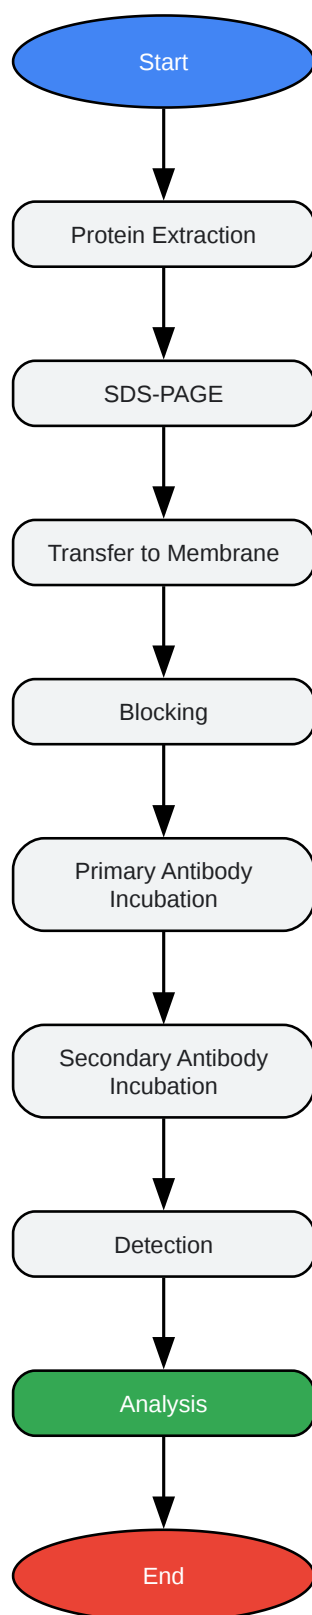 Start
Protein Extraction
SDS-PAGE
Transfer to Membrane
Blocking
Primary Antibody
Incubation
Secondary Antibody
Incubation
Detection
Analysis
End